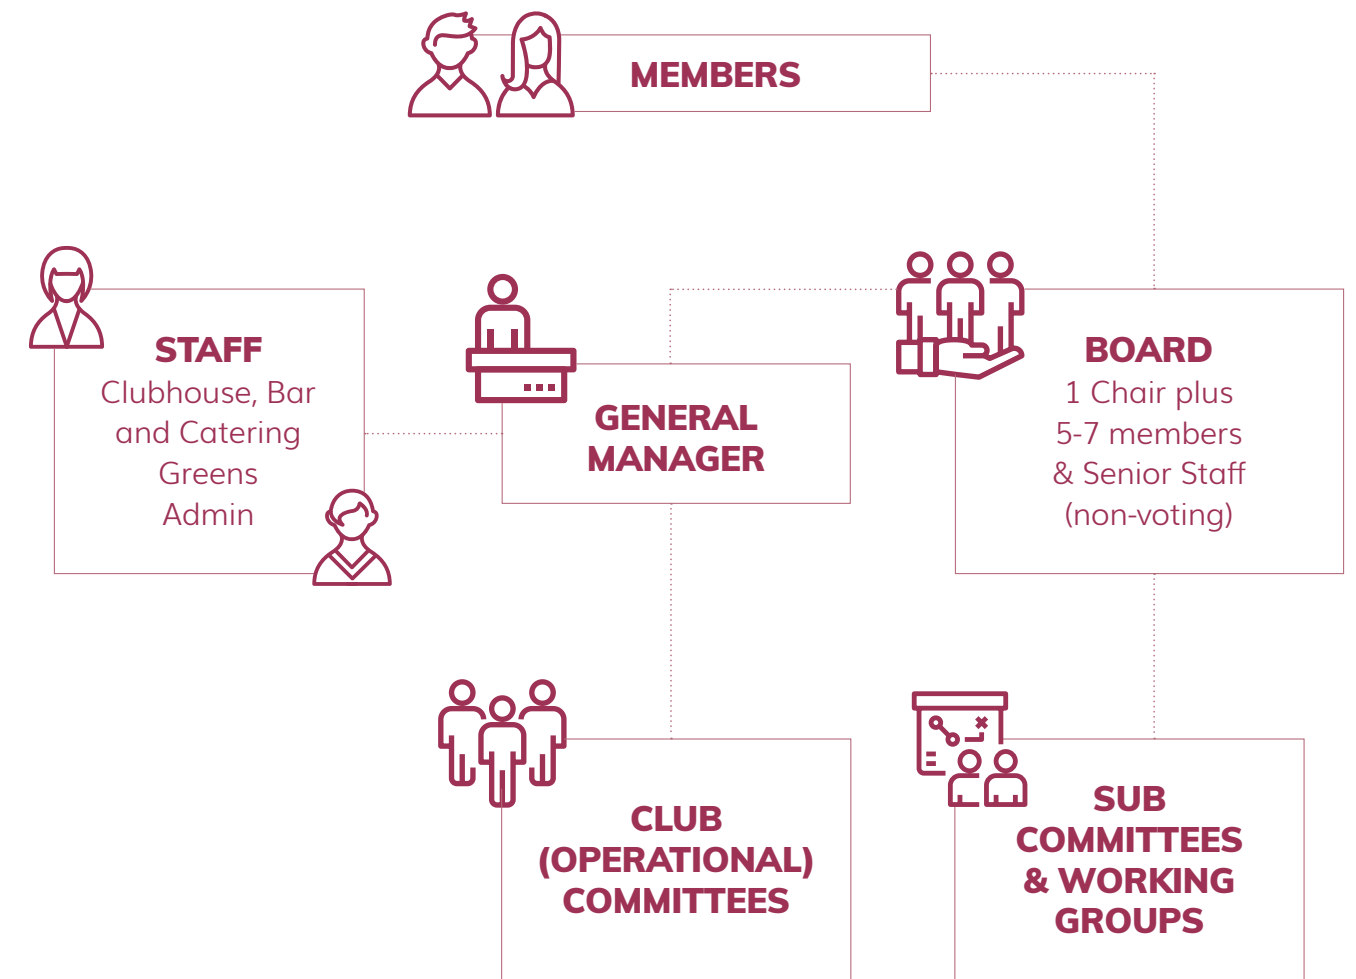 MEMBERS
STAFF
Clubhouse, Bar
and Catering
Greens
Admin
GENERAL
MANAGER
BOARD
1 Chair plus
5-7 members
& Senior Staff
(non-voting)
CLUB
(OPERATIONAL)
COMMITTEES
SUB
COMMITTEES
& WORKING
GROUPS